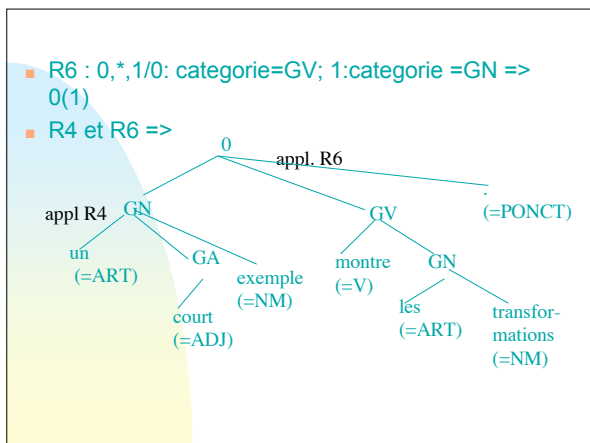 R6 : 0,*,1/0: categorie=GV; 1:categorie =GN =>
0(1)
R4 et R6 =>
0
appl. R6
appl R4
GN
GV
.
(=PONCT)
un
(=ART)
GA
exemple
(=NM)
montre
(=V)
GN
court
(=ADJ)
les
(=ART)
transfor-
mations
(=NM)